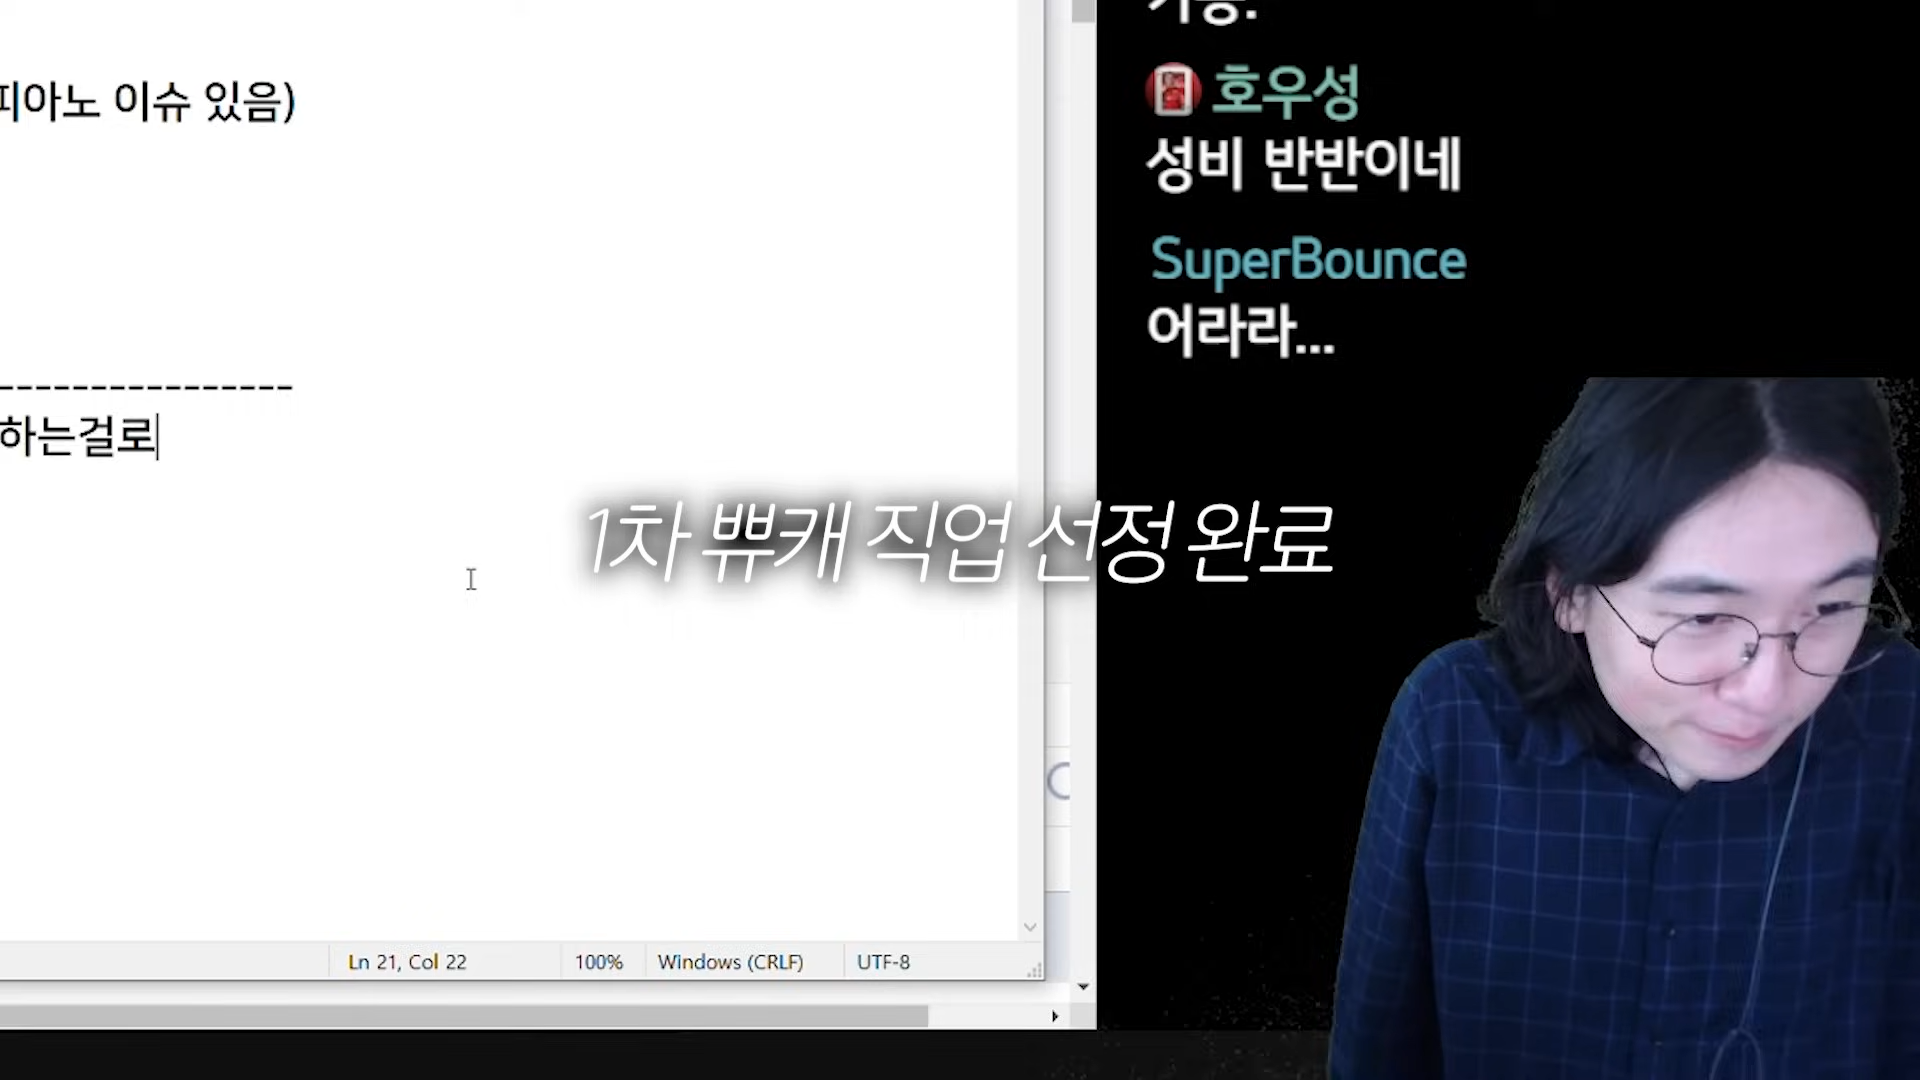 피아노 이슈 있음)
----------------
하는걸로
Ln 21, Col 22
100%
Windows (CRLF)
UTF-8
호우성
성비 반반이네
SuperBounce
어라라...
1차 쀼캐 직업 선정 완료